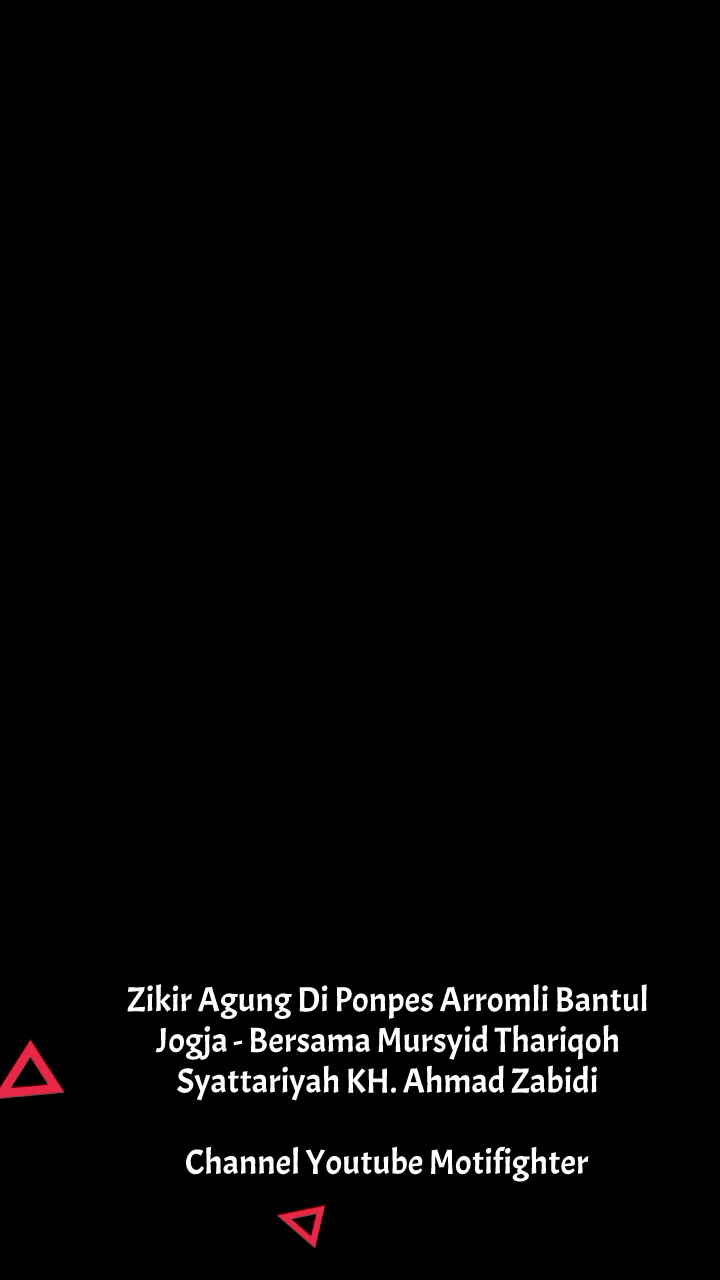 Zikir Agung Di Ponpes Arromli Bantul
Jogja - Bersama Mursyid Thariqoh
Syattariyah KH. Ahmad Zabidi
Channel Youtube Motifighter